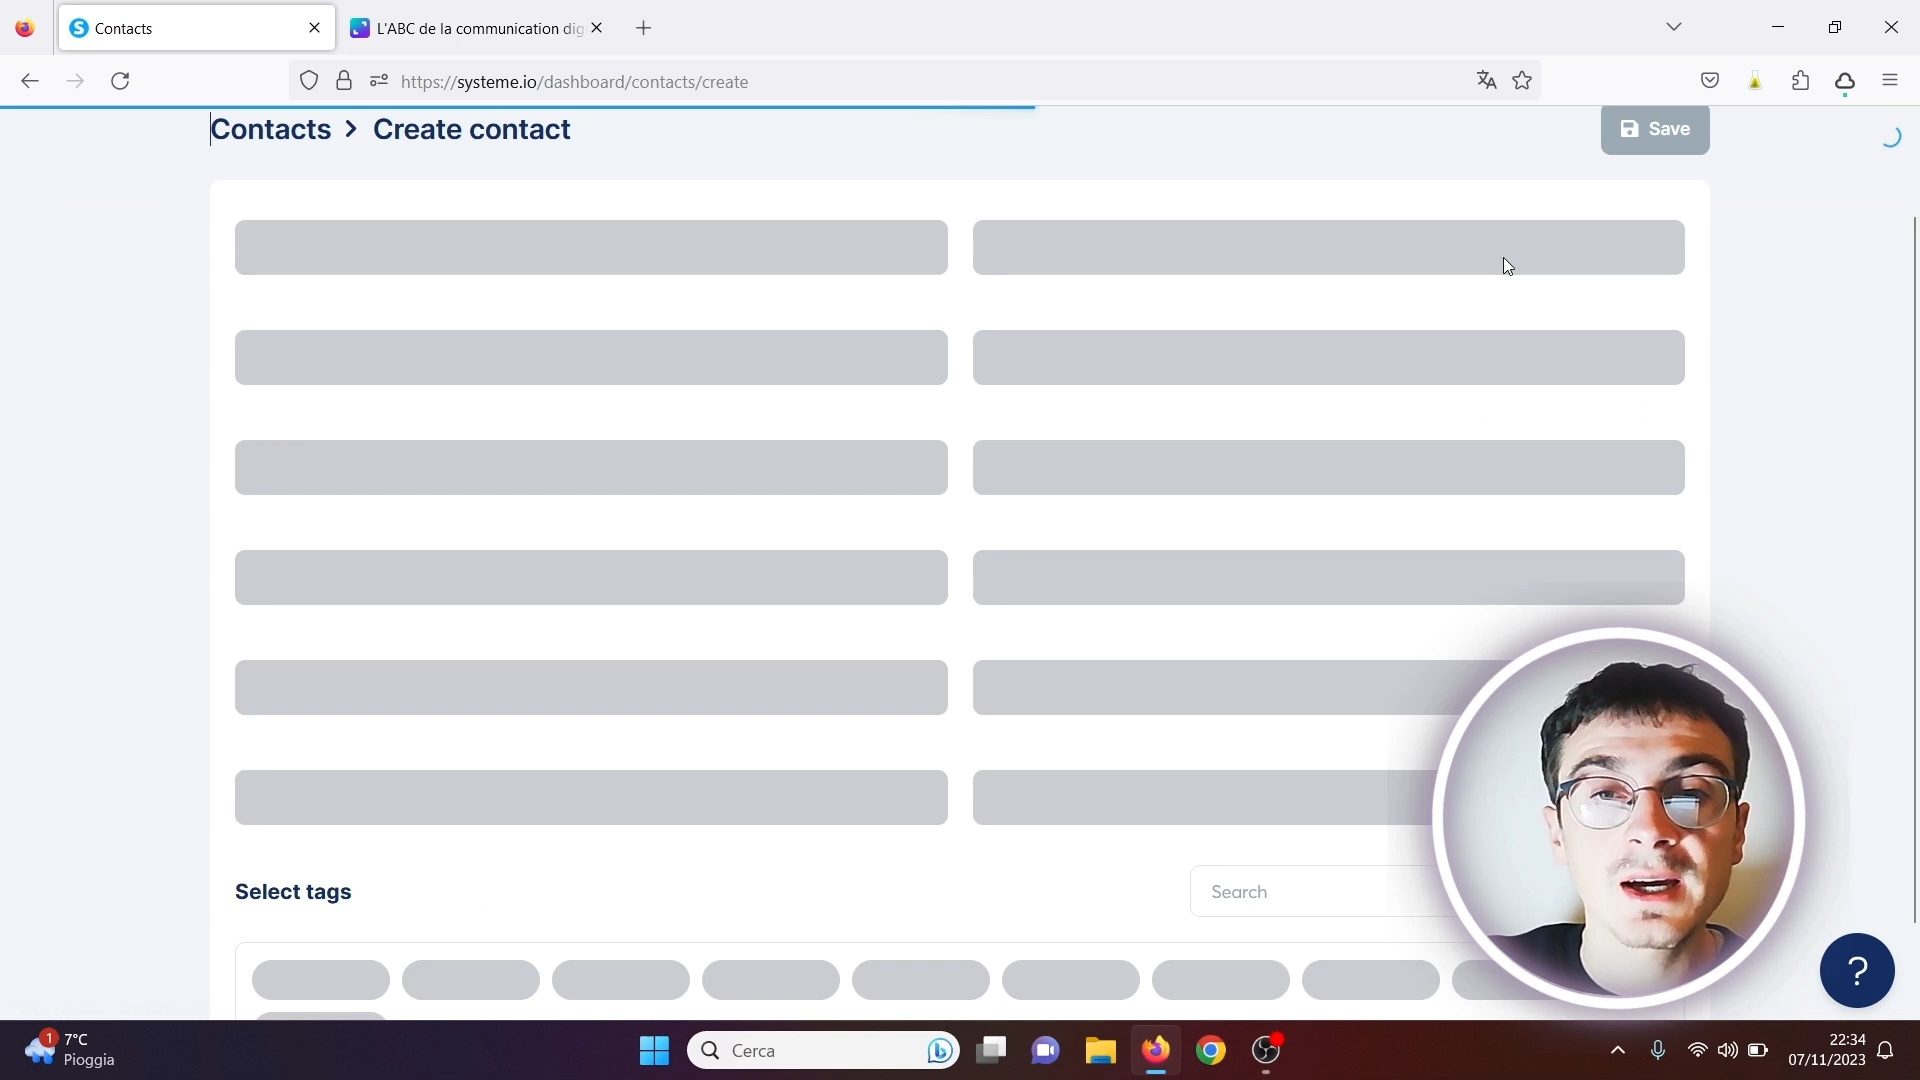 Contacts
L'ABC de la communication dig
https://systeme.io/dashboard/contacts/create
Contacts > Create contact
Save
Select tags
Search
?
1
7°C
Pioggia
Cerca
22:34
07/11/2023